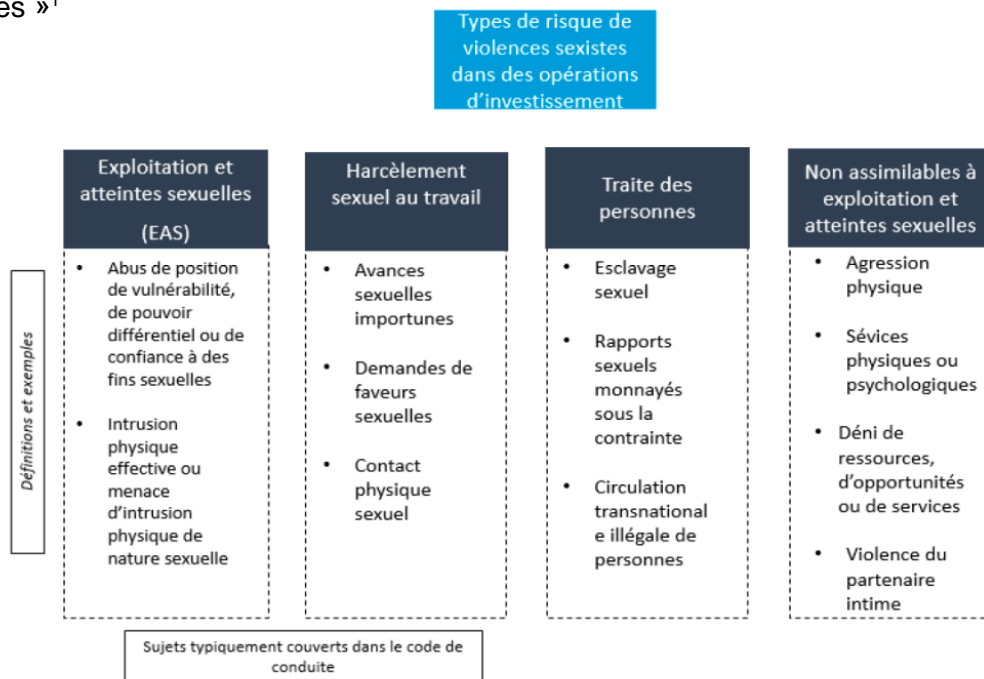 es »1
Types de risque de
violences sexistes
dans des opérations
d'investissement
Exploitation et
atteintes sexuelles
(EAS)
Abus de position
de vulnérabilité,
de pouvoir
différentiel ou de
confiance à des
fins sexuelles
Intrusion
physique
effective ou
menace
d'intrusion
physique de
nature sexuelle
Harcèlement
sexuel au travail
Avances
sexuelles
importunes
Demandes de
faveurs
sexuelles
Contact
physique
sexuel
Traite des
personnes
Esclavage
sexuel
Rapports
sexuels
monnayés
sous la
contrainte
Circulation
transnational
e illégale de
personnes
Non assimilables à
exploitation et
atteintes sexuelles
Agression
physique
Sévices
physiques ou
psychologiques
Déni de
ressources,
d'opportunités
ou de services
Violence du
partenaire
intime
Définitions et exemples
Sujets typiquement couverts dans le code de
conduite